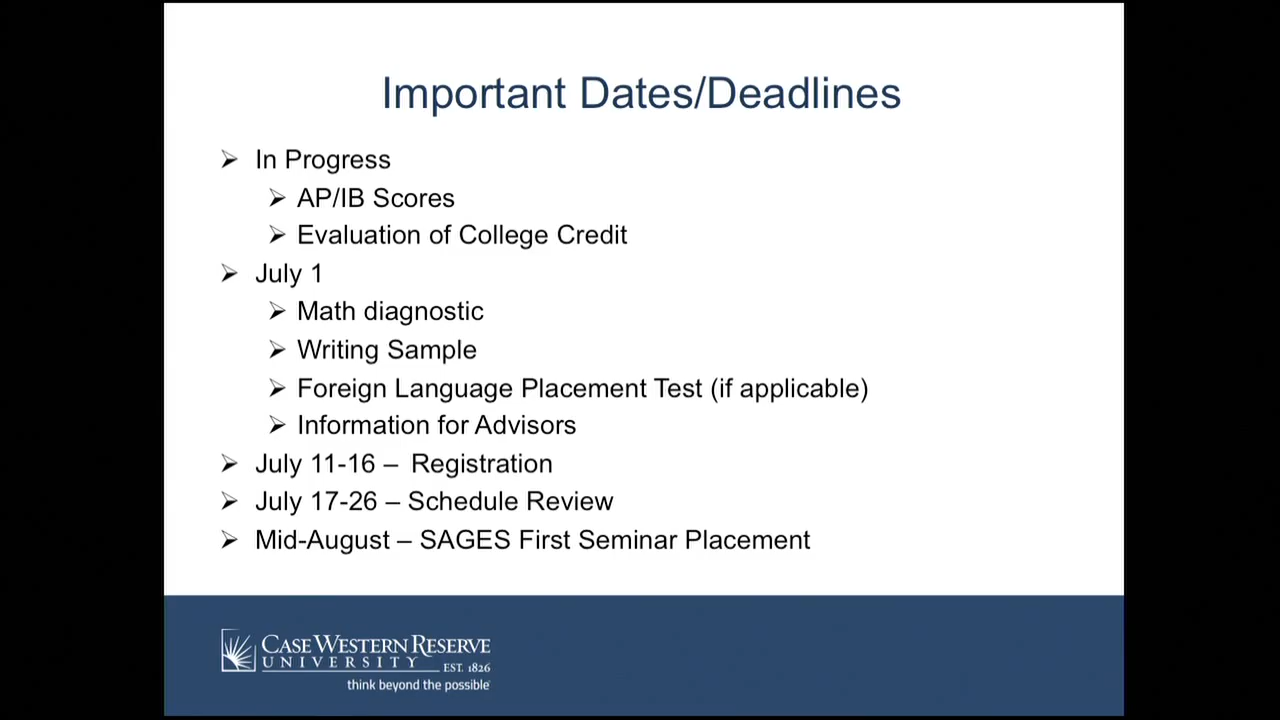 Important Dates/Deadlines
➢ In Progress
➢ AP/IB Scores
➢ Evaluation of College Credit
➢ July 1
➢ Math diagnostic
➢ Writing Sample
➢ Foreign Language Placement Test (if applicable)
➢ Information for Advisors
➢ July 11-16 – Registration
➢ July 17-26 – Schedule Review
➢ Mid-August – SAGES First Seminar Placement
CASE WESTERN RESERVE
UNIVERSITY EST. 1826
think beyond the possible